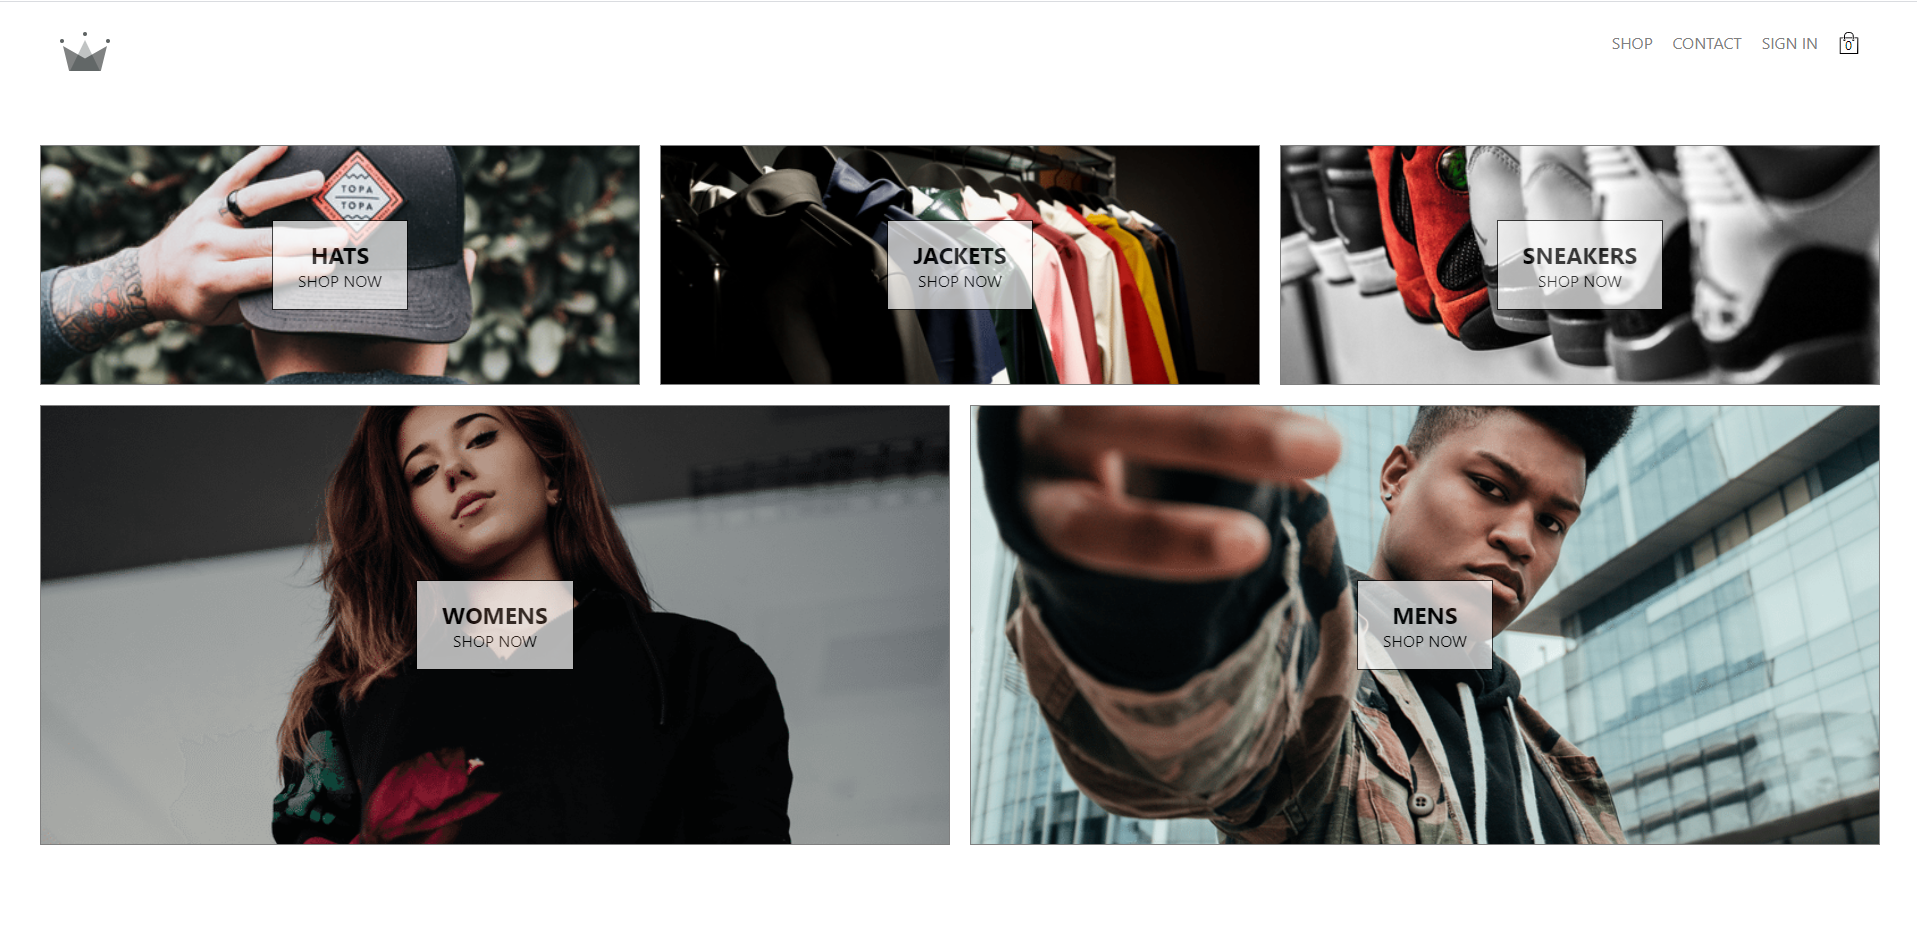 SHOP
CONTACT
SIGN IN
0
TOPA
TOPA
HATS
SHOP NOW
JACKETS
SHOP NOW
SNEAKERS
SHOP NOW
WOMENS
SHOP NOW
MENS
SHOP NOW